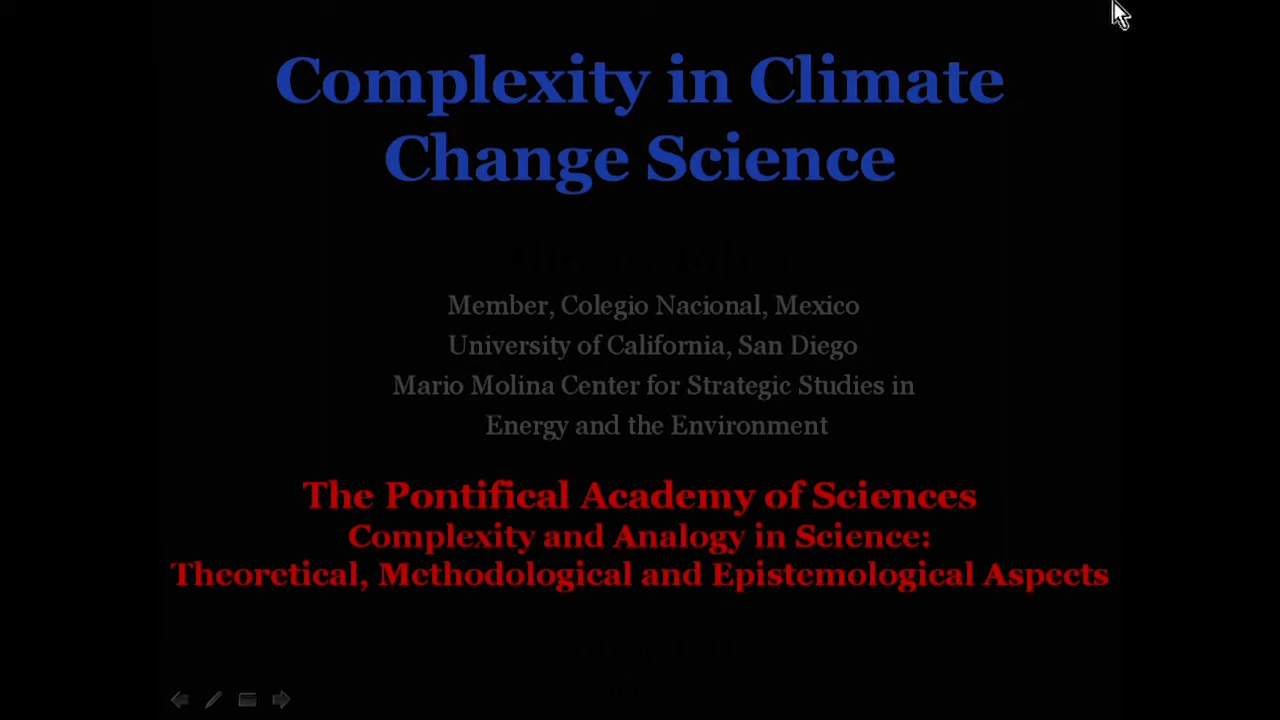 Complexity in Climate
Change Science
Member, Colegio Nacional, Mexico
University of California, San Diego
Mario Molina Center for Strategic Studies in
Energy and the Environment
The Pontifical Academy of Sciences
Complexity and Analogy in Science:
Theoretical, Methodological and Epistemological Aspects